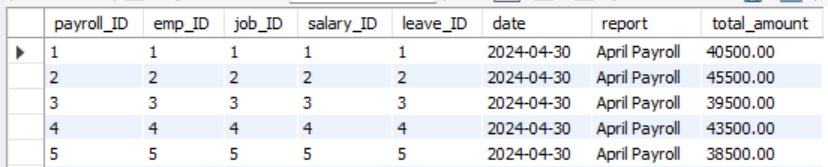 payroll_ID emp_ID job_ID salary_ID leave_ID date report total_amount
1 1 1 1 1 2024-04-30 April Payroll 40500.00
2 2 2 2 2 2024-04-30 April Payroll 45500.00
3 3 3 3 3 2024-04-30 April Payroll 39500.00
4 4 4 4 4 2024-04-30 April Payroll 43500.00
5 5 5 5 5 2024-04-30 April Payroll 38500.00